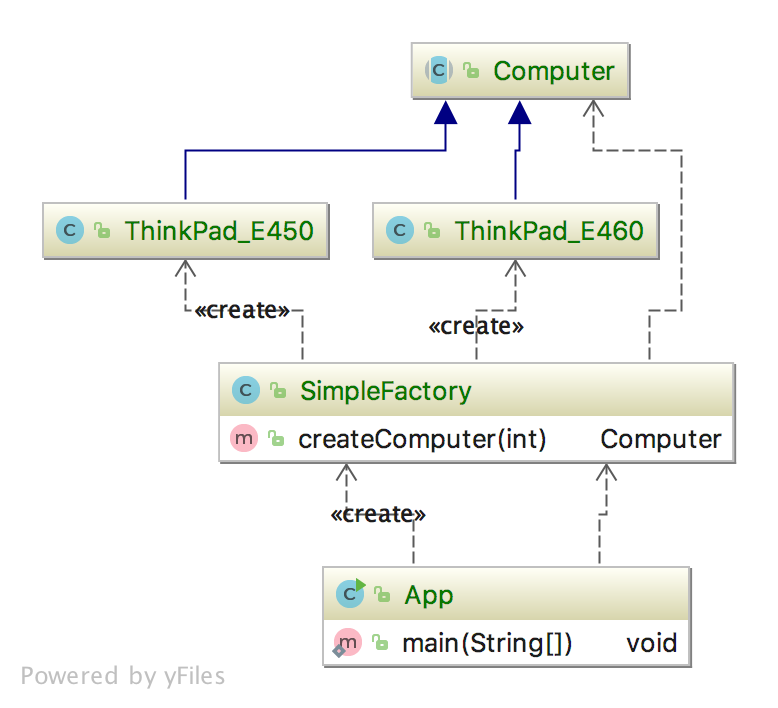 Computer
ThinkPad_E450
ThinkPad_E460
«create»
«create»
SimpleFactory
createComputer(int) Computer
«create»
App
main(String[]) void
Powered by yFiles